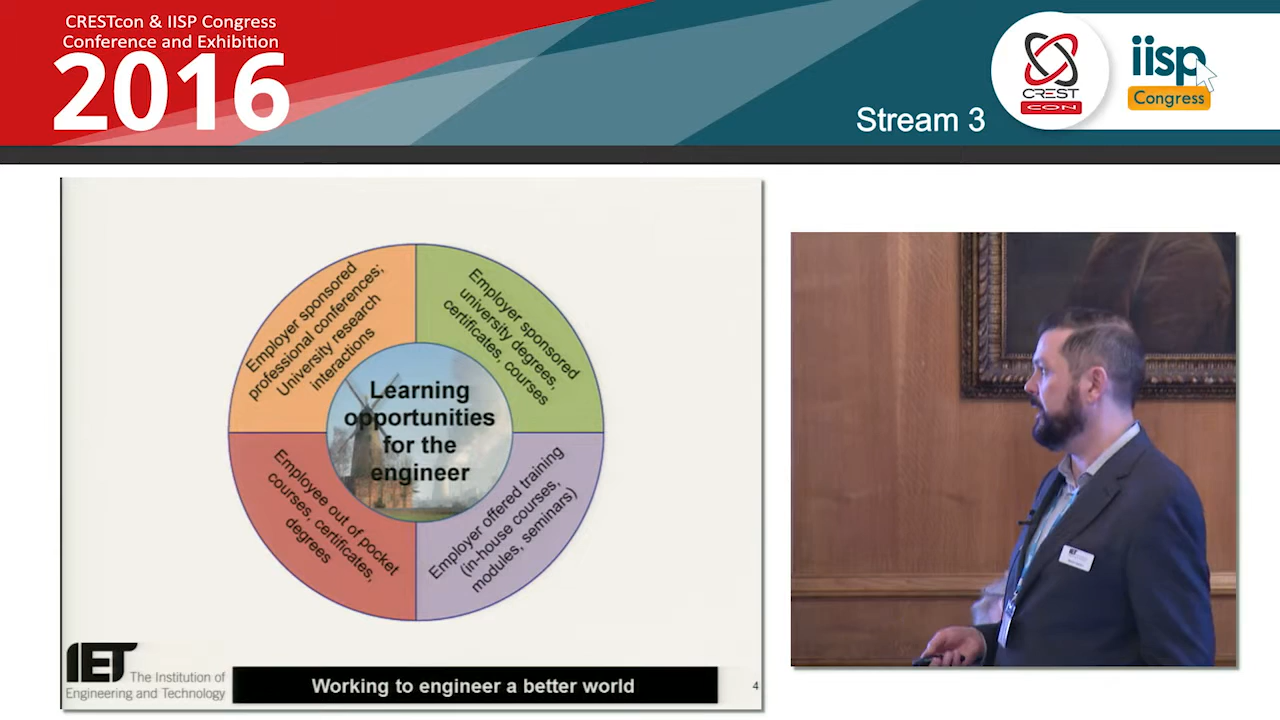 CRESTcon & IISP Congress
Conference and Exhibition
2016
Stream 3
CREST
CON
iisp
Congress
Employer sponsored
professional conferences;
University research
interactions
Employer sponsored
university degrees,
certificates, courses
Learning
opportunities
for the
engineer
Employee out of pocket
courses, certificates,
degrees
Employer offered training
(in-house courses,
modules, seminars)
IET The Institution of
Engineering and Technology
Working to engineer a better world
4
IET